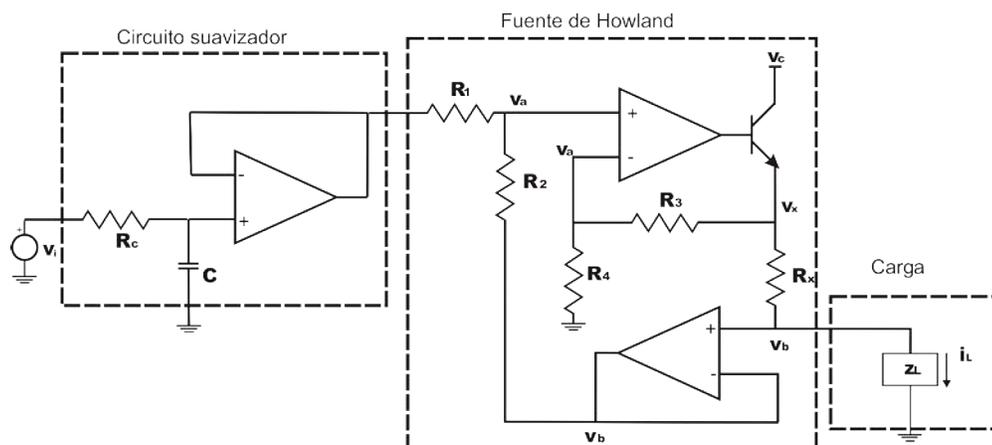 Circuito suavizador
Fuente de Howland
Carga
R1
va
vc
+
-
va
R2
R3
vx
R4
Rx
-
+
+
vi
Rc
C
+
-
vb
vb
ZL
iL